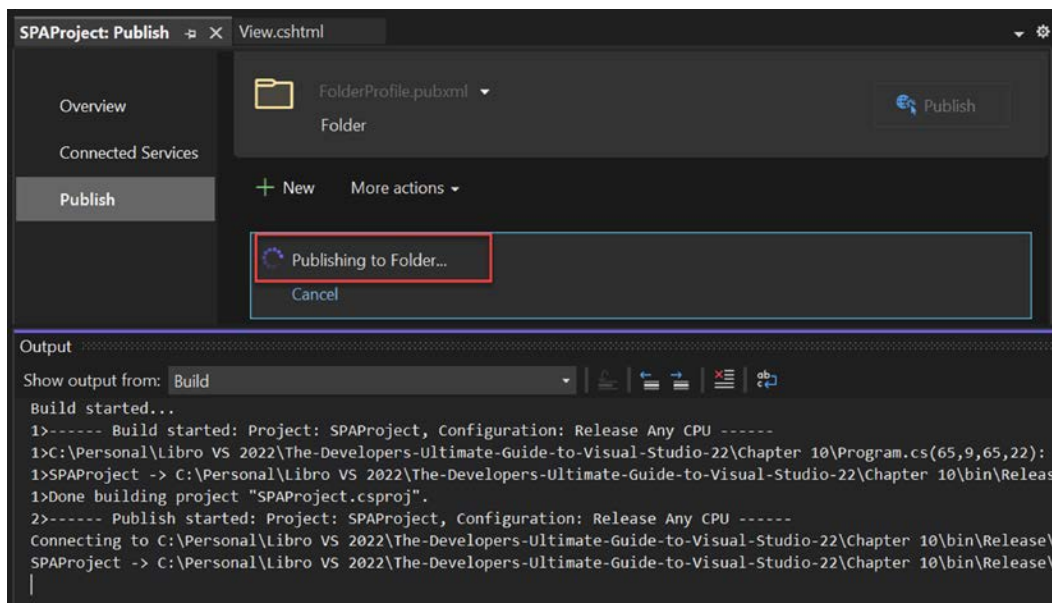 SPAProject: Publish View.cshtml
Overview
Connected Services
Publish
FolderProfile.pubxml
Folder
Publish
New More actions
Publishing to Folder...
Cancel
Output
Show output from: Build
Build started...
1>------ Build started: Project: SPAProject, Configuration: Release Any CPU ------
1>C:\Personal\Libro VS 2022\The-Developers-Ultimate-Guide-to-Visual-Studio-22\Chapter 10\Program.cs(65,9,65,22):
1>SPAProject -> C:\Personal\Libro VS 2022\The-Developers-Ultimate-Guide-to-Visual-Studio-22\Chapter 10\bin\Releas
1>Done building project "SPAProject.csproj".
2>------ Publish started: Project: SPAProject, Configuration: Release Any CPU ------
Connecting to C:\Personal\Libro VS 2022\The-Developers-Ultimate-Guide-to-Visual-Studio-22\Chapter 10\bin\Release\
SPAProject -> C:\Personal\Libro VS 2022\The-Developers-Ultimate-Guide-to-Visual-Studio-22\Chapter 10\bin\Release\